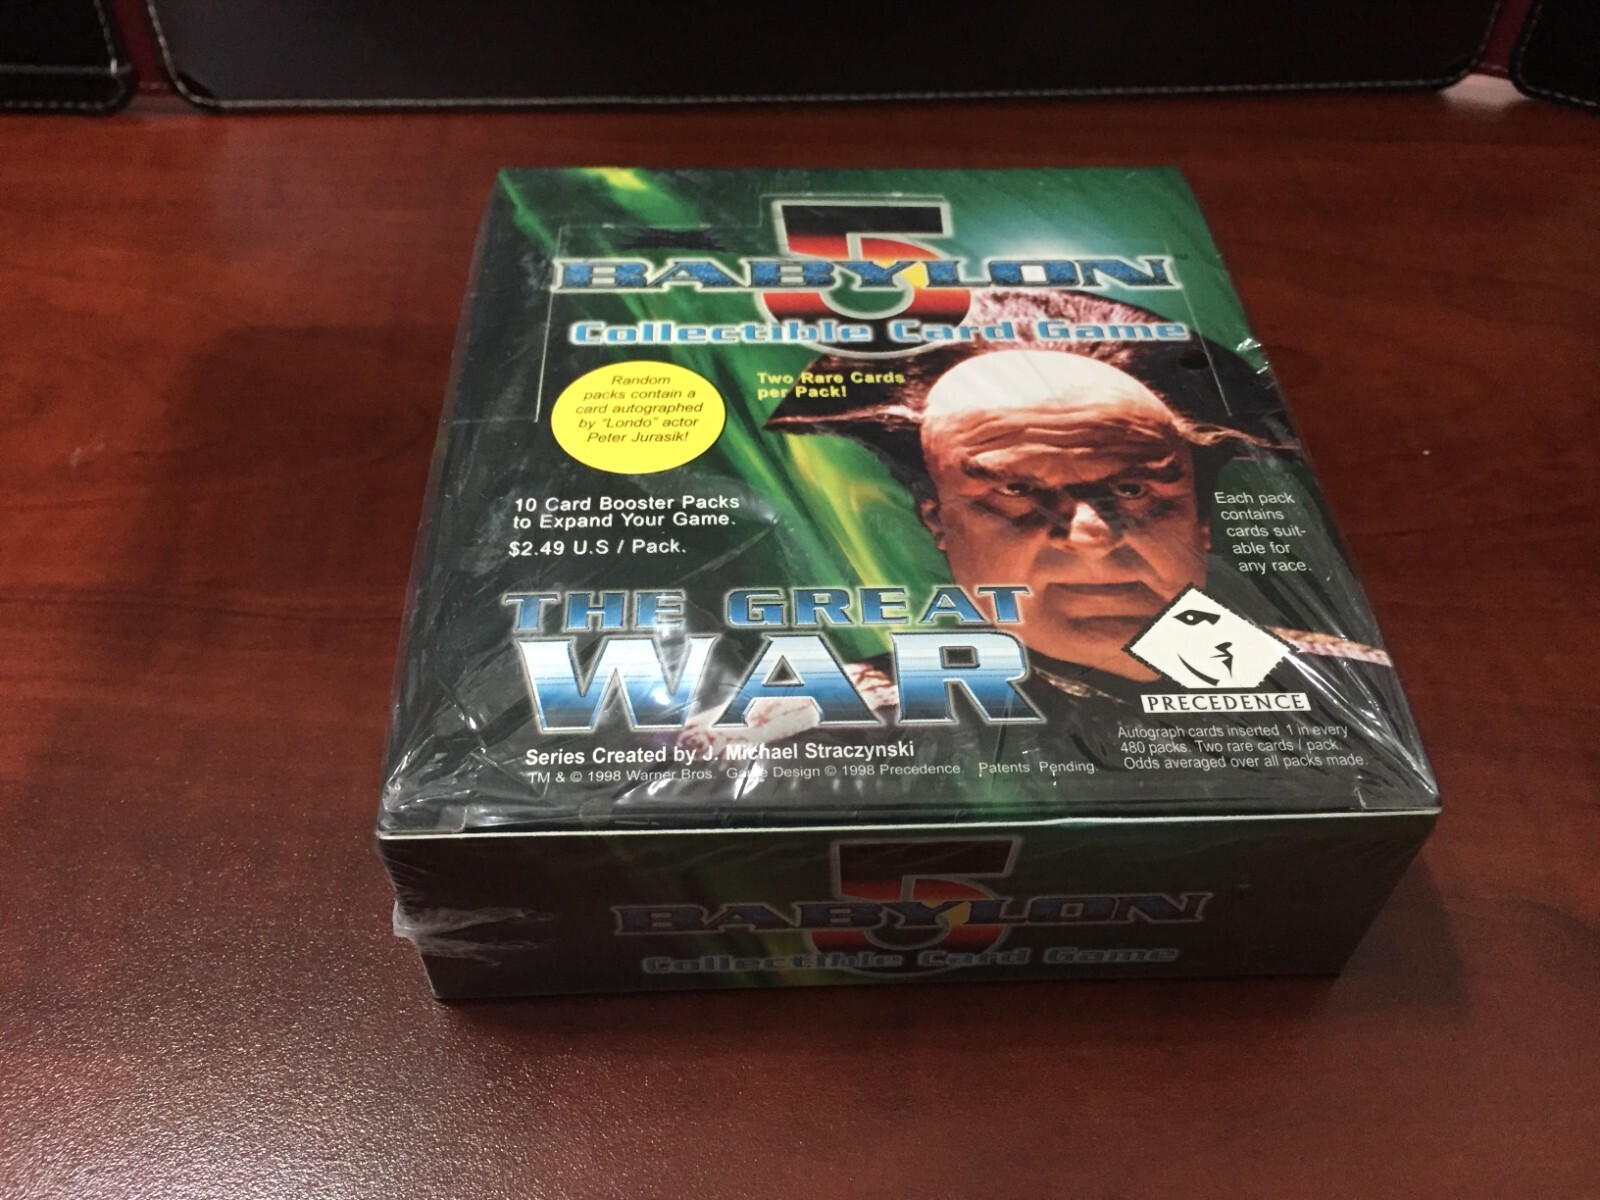 BABYLON 5
Collectible Card Game
Random
packs contain a
card autographed
by "Londo" actor
Peter Jurasik!
Two Rare Cards
per Pack!
10 Card Booster Packs
to Expand Your Game.
$2.49 U.S / Pack.
Each pack
contains
cards suit-
able for
any race.
THE GREAT
WAR
PRECEDENCE
Series Created by J. Michael Straczynski
TM & © 1998 Warner Bros. Game Design © 1998 Precedence. Patents Pending.
Autograph cards inserted 1 in every
480 packs. Two rare cards / pack.
Odds averaged over all packs made.
BABYLON 5
Collectible Card Game